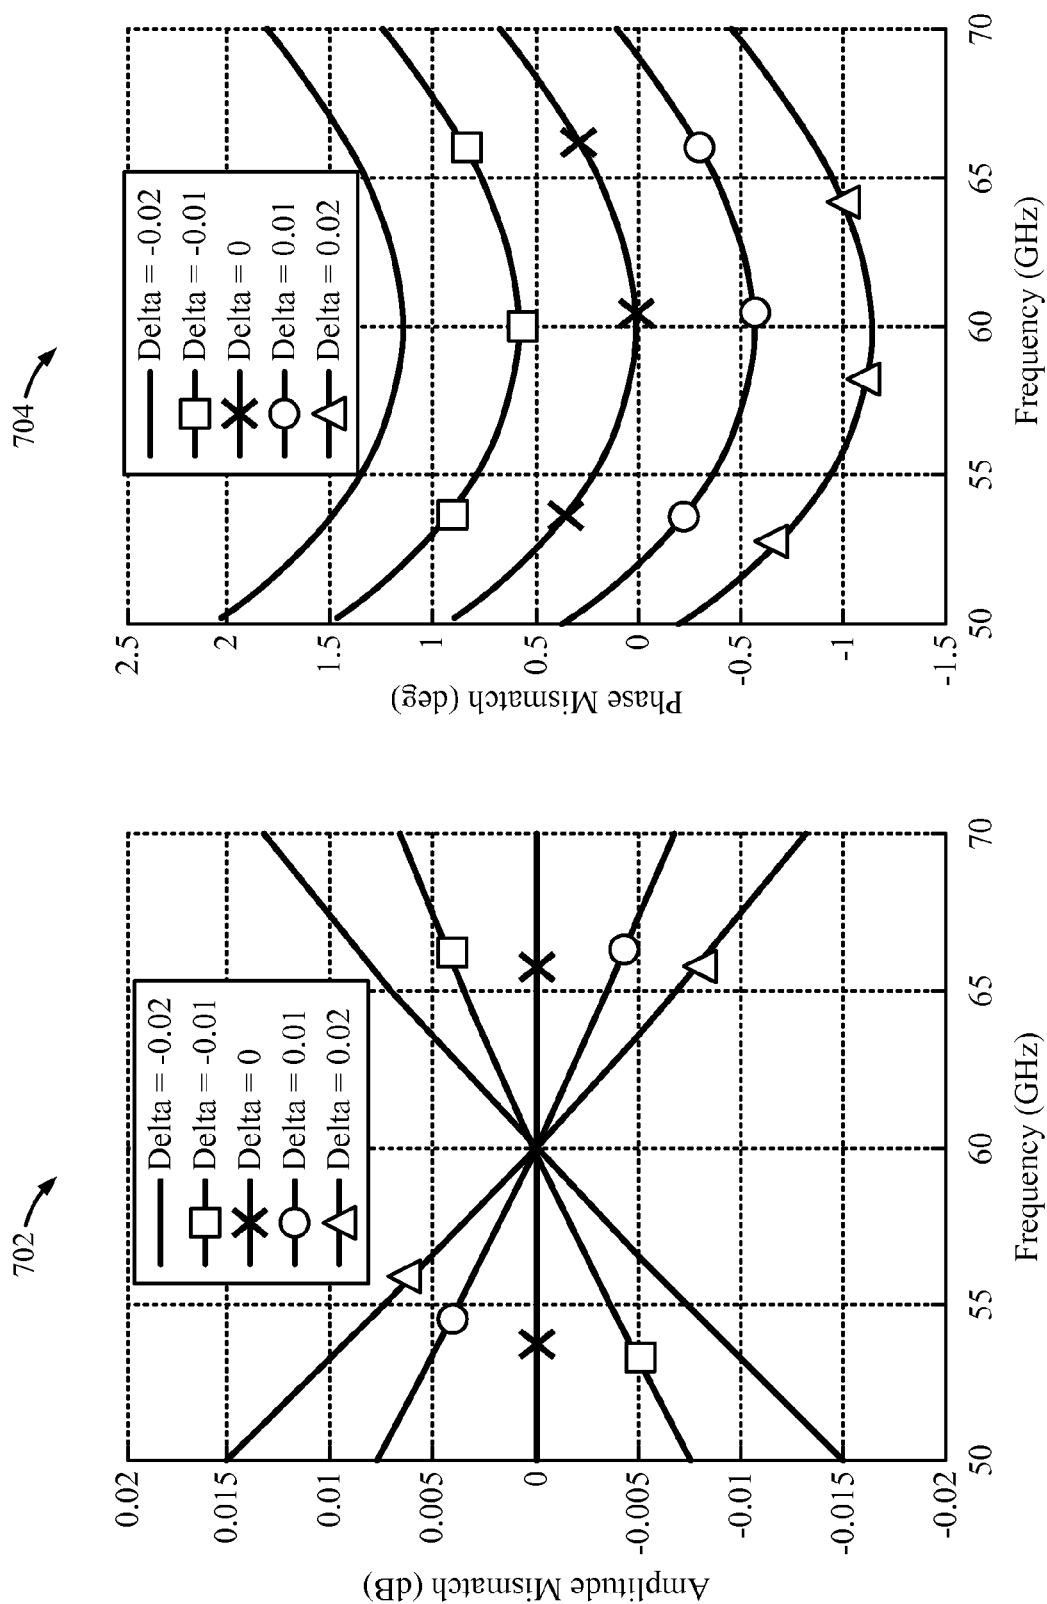 702
Amplitude Mismatch (dB)
0.02
0.015
0.01
0.005
0
-0.005
-0.01
-0.015
-0.02
Delta = -0.02
Delta = -0.01
Delta = 0
Delta = 0.01
Delta = 0.02
50
55
60
65
70
Frequency (GHz)
704
Phase Mismatch (deg)
2.5
2
1.5
1
0.5
0
-0.5
-1
-1.5
Delta = -0.02
Delta = -0.01
Delta = 0
Delta = 0.01
Delta = 0.02
50
55
60
65
70
Frequency (GHz)